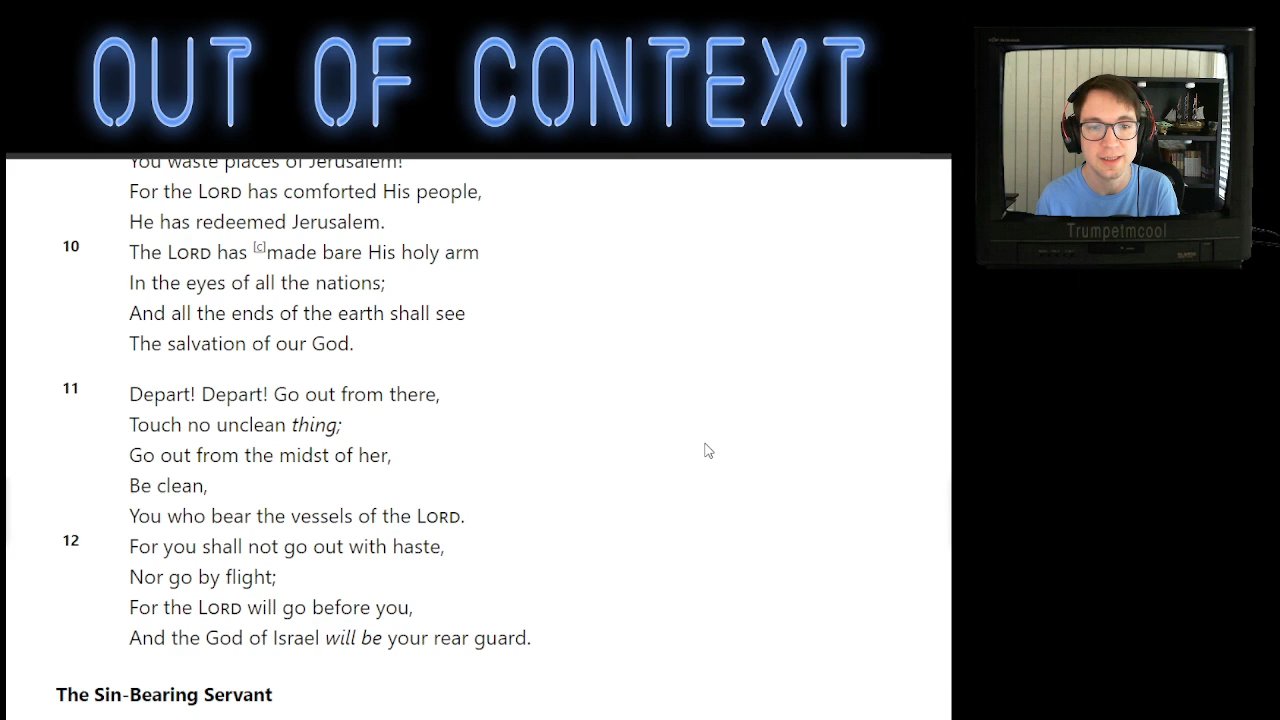 OUT OF CONTEXT
You waste places of Jerusalem!
For the LORD has comforted His people,
He has redeemed Jerusalem.
10 The LORD has [c]made bare His holy arm
In the eyes of all the nations;
And all the ends of the earth shall see
The salvation of our God.
11 Depart! Depart! Go out from there,
Touch no unclean thing;
Go out from the midst of her,
Be clean,
You who bear the vessels of the LORD.
12 For you shall not go out with haste,
Nor go by flight;
For the LORD will go before you,
And the God of Israel will be your rear guard.
The Sin-Bearing Servant
Trumpetmcool